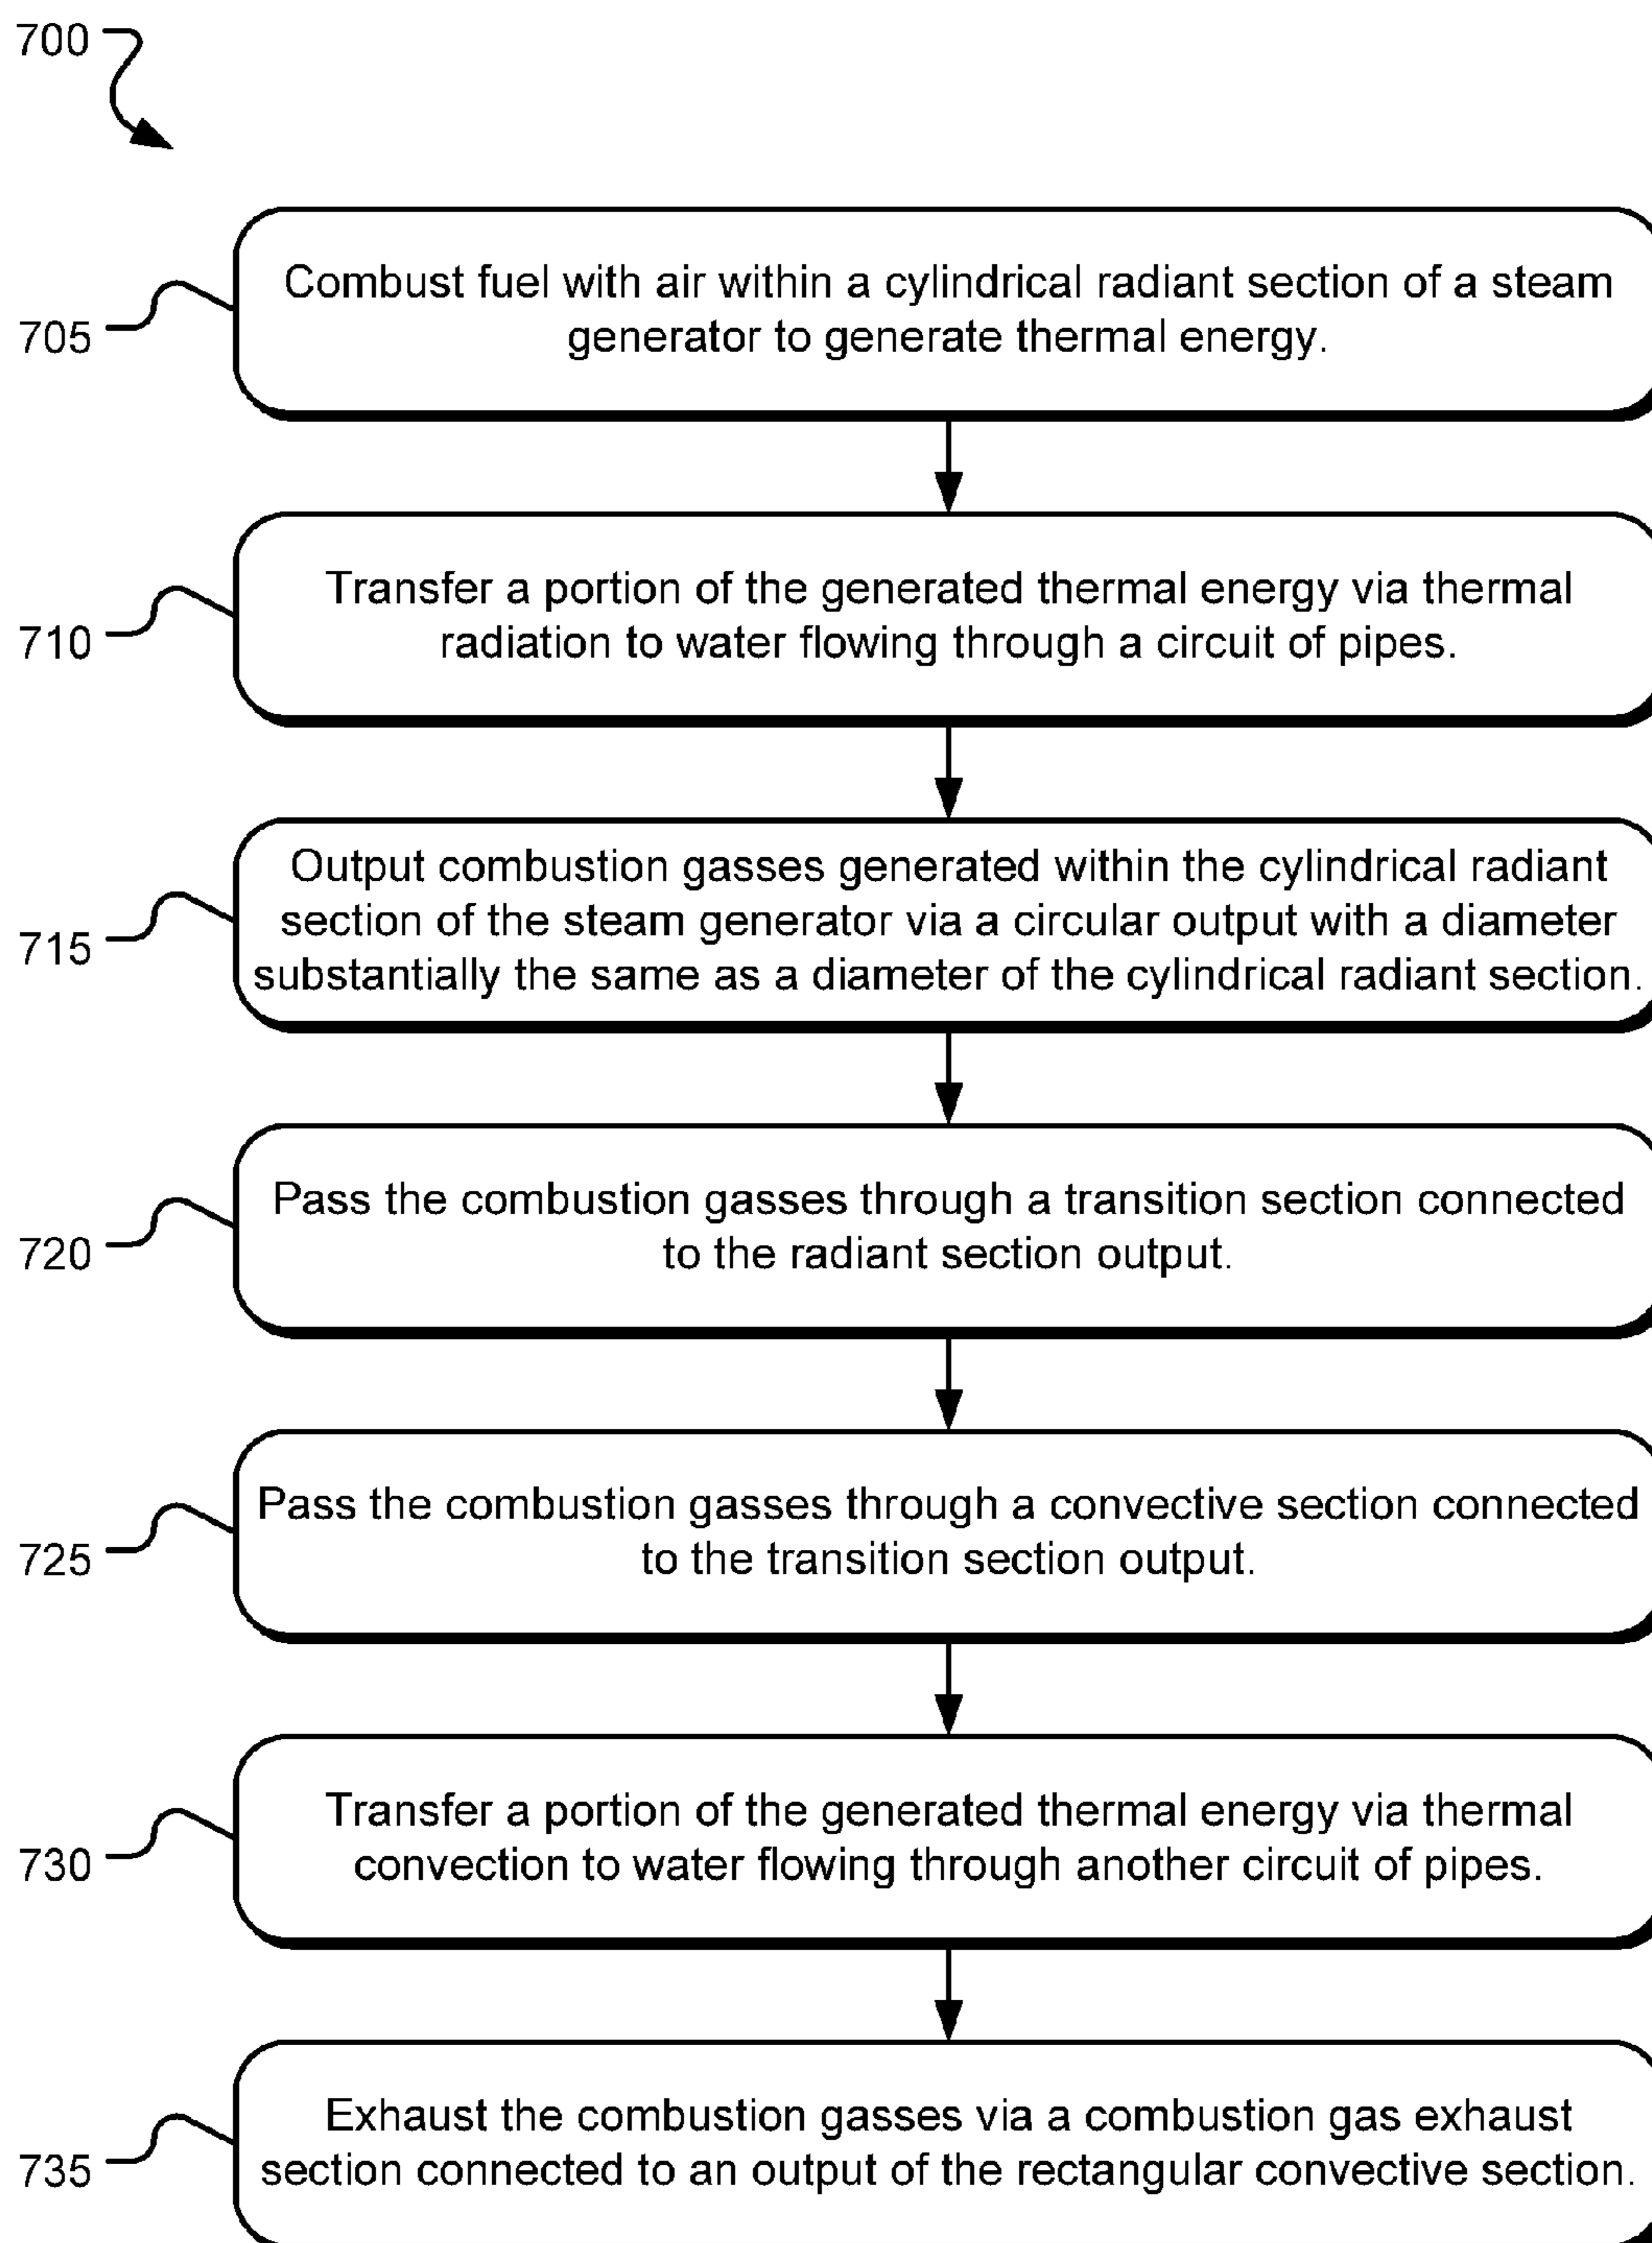 700
705
Combust fuel with air within a cylindrical radiant section of a steam
generator to generate thermal energy.
710
Transfer a portion of the generated thermal energy via thermal
radiation to water flowing through a circuit of pipes.
715
Output combustion gasses generated within the cylindrical radiant
section of the steam generator via a circular output with a diameter
substantially the same as a diameter of the cylindrical radiant section.
720
Pass the combustion gasses through a transition section connected
to the radiant section output.
725
Pass the combustion gasses through a convective section connected
to the transition section output.
730
Transfer a portion of the generated thermal energy via thermal
convection to water flowing through another circuit of pipes.
735
Exhaust the combustion gasses via a combustion gas exhaust
section connected to an output of the rectangular convective section.